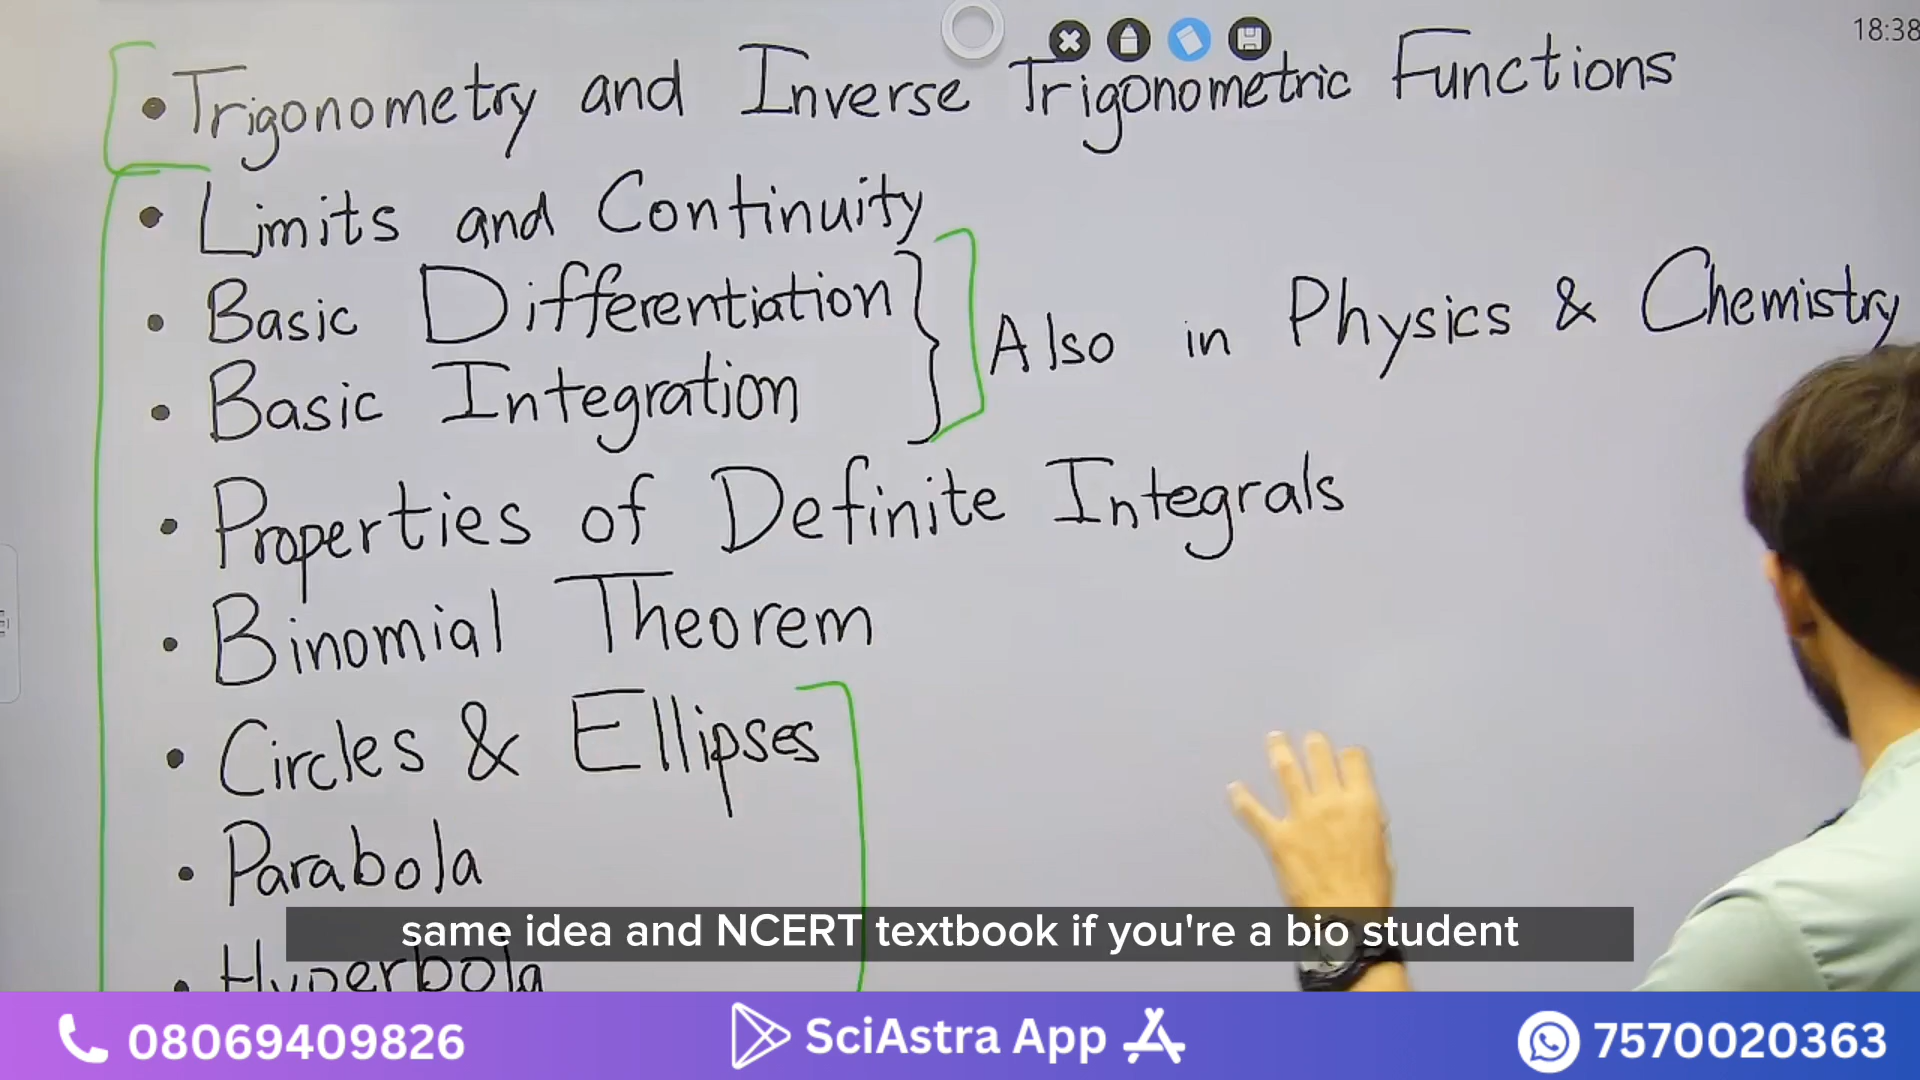 18:38
• Trigonometry and Inverse Trigonometric Functions
• Limits and Continuity
• Basic Differentiation
• Basic Integration
Also in Physics & Chemistry
• Properties of Definite Integrals
• Binomial Theorem
• Circles & Ellipses
• Parabola
• Hyperbola
same idea and NCERT textbook if you're a bio student
08069409826 SciAstra App 7570020363